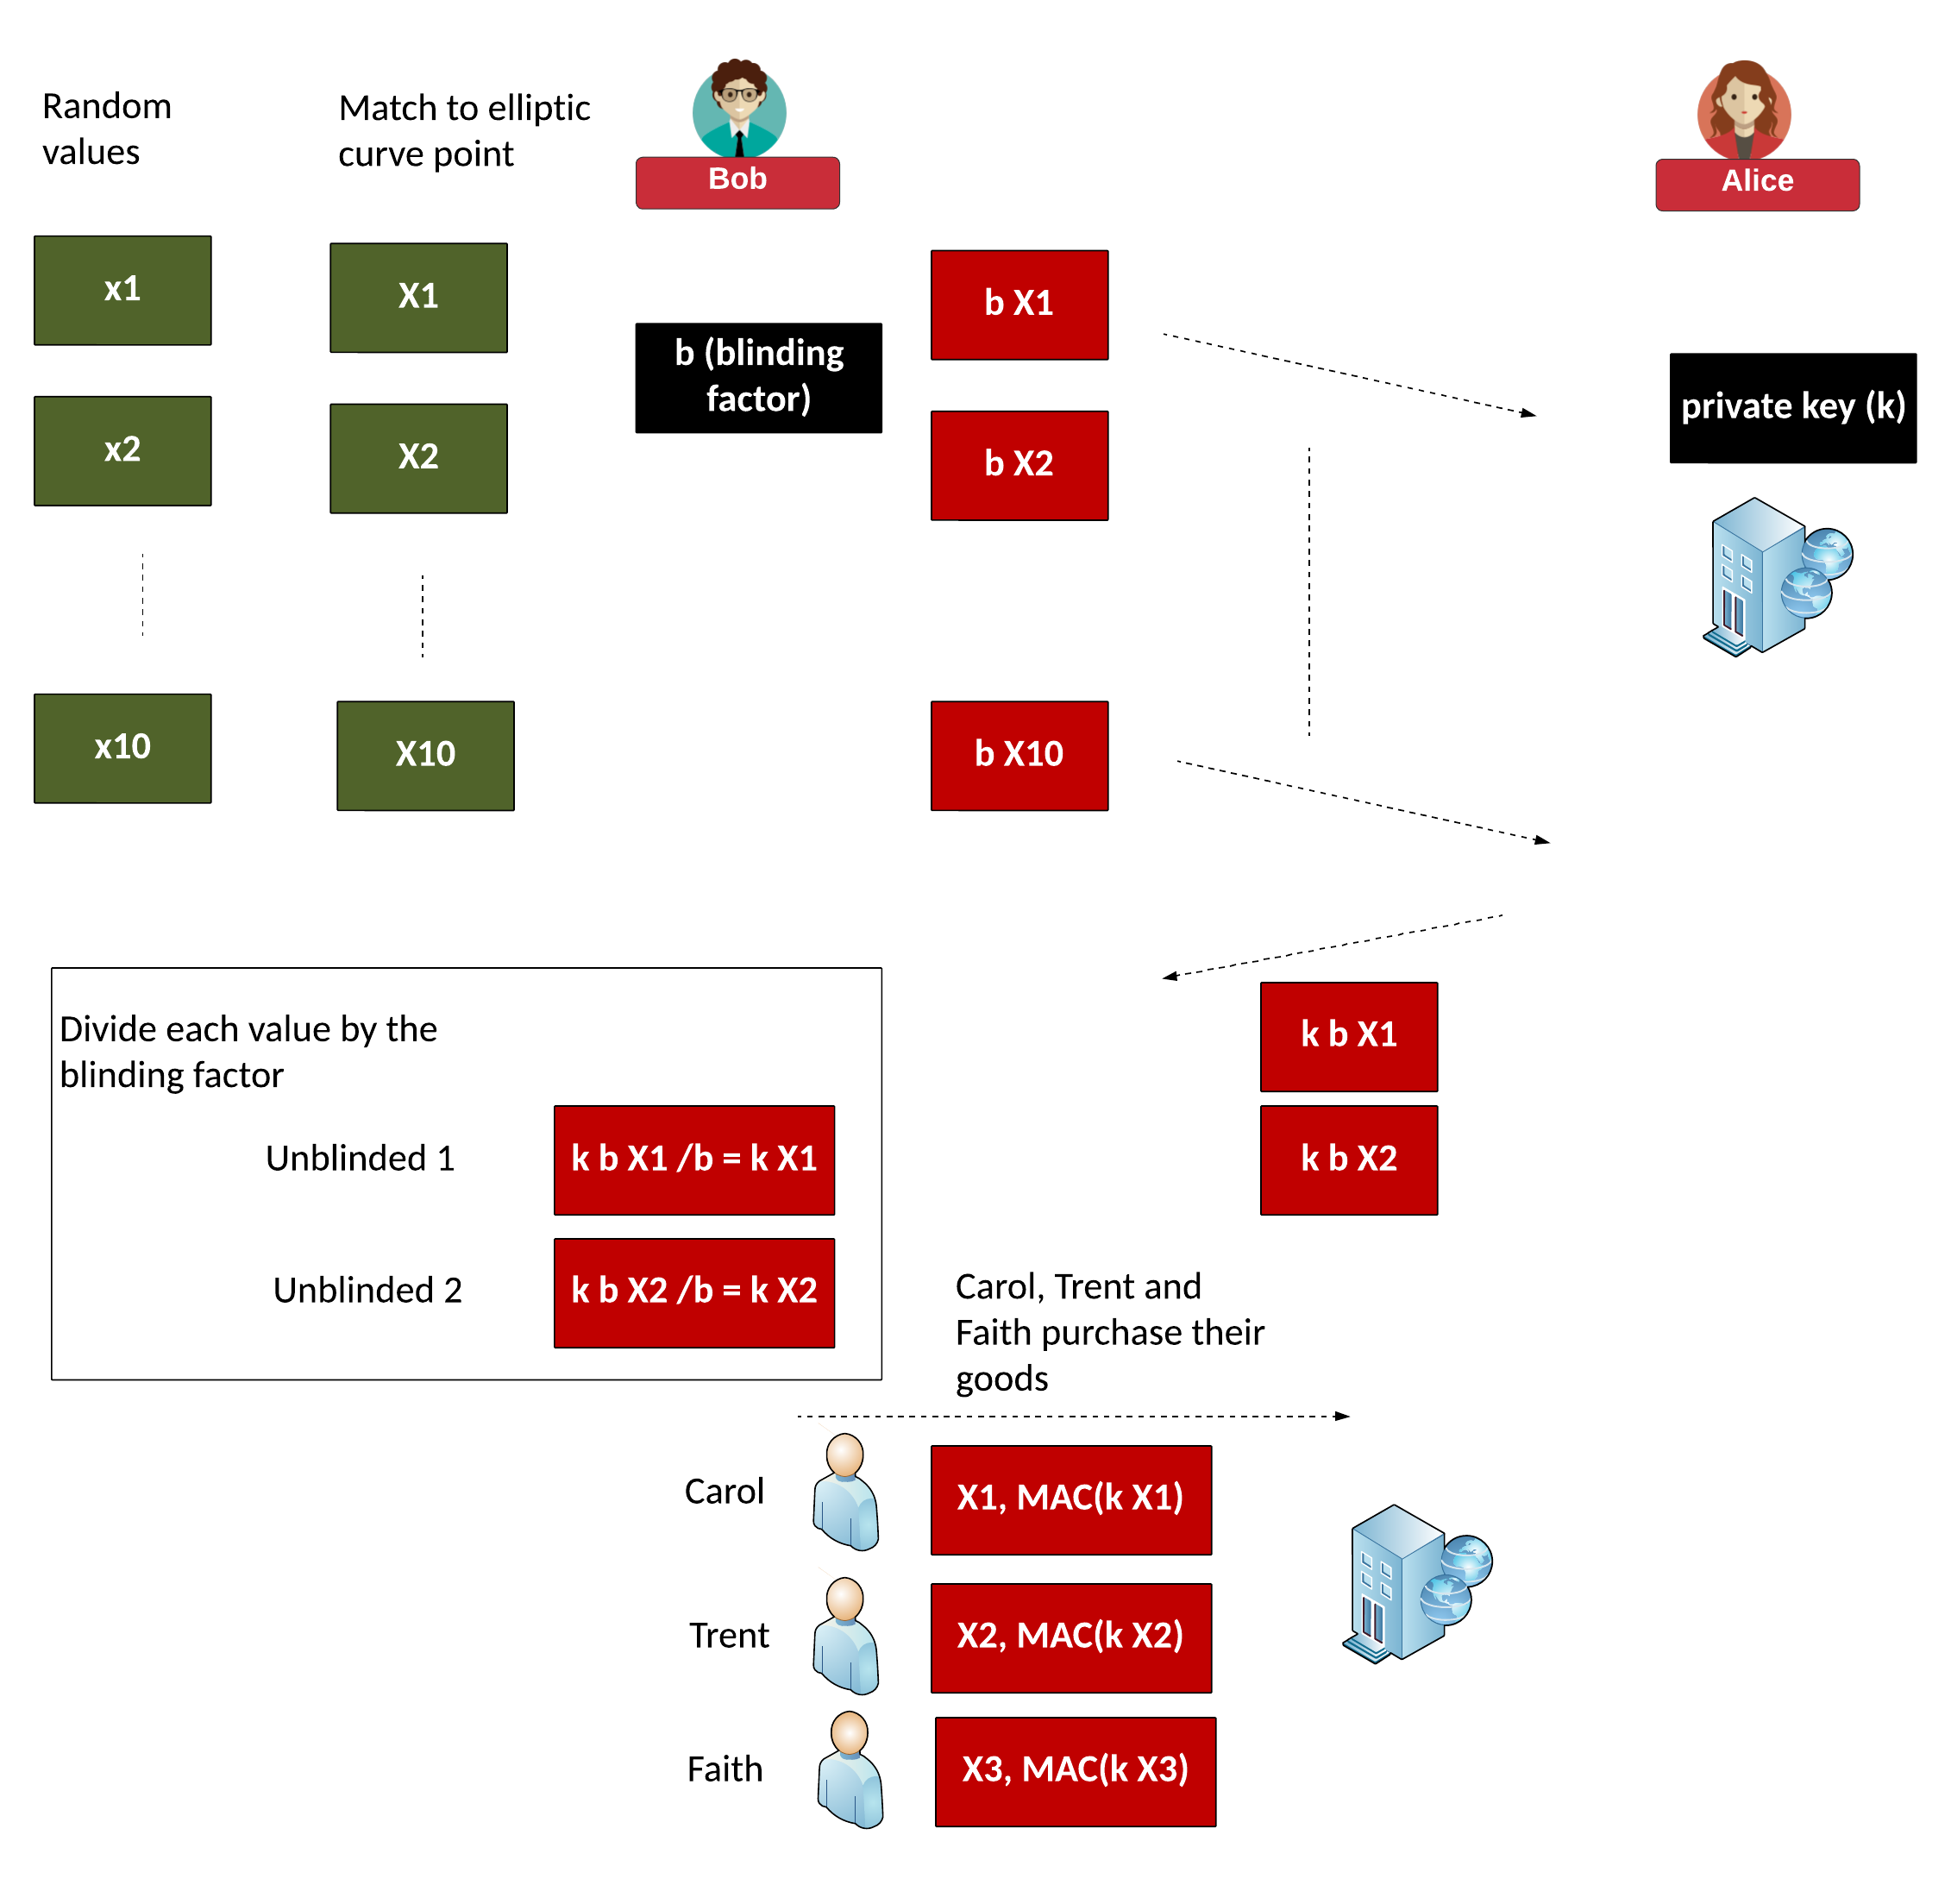 Random
values
Match to elliptic
curve point
Bob
Alice
x1
X1
b X1
b (blinding
factor)
private key (k)
x2
X2
b X2
x10
X10
b X10
Divide each value by the
blinding factor
k b X1
Unblinded 1
k b X1 /b = k X1
k b X2
Unblinded 2
k b X2 /b = k X2
Carol, Trent and
Faith purchase their
goods
Carol
X1, MAC(k X1)
Trent
X2, MAC(k X2)
Faith
X3, MAC(k X3)